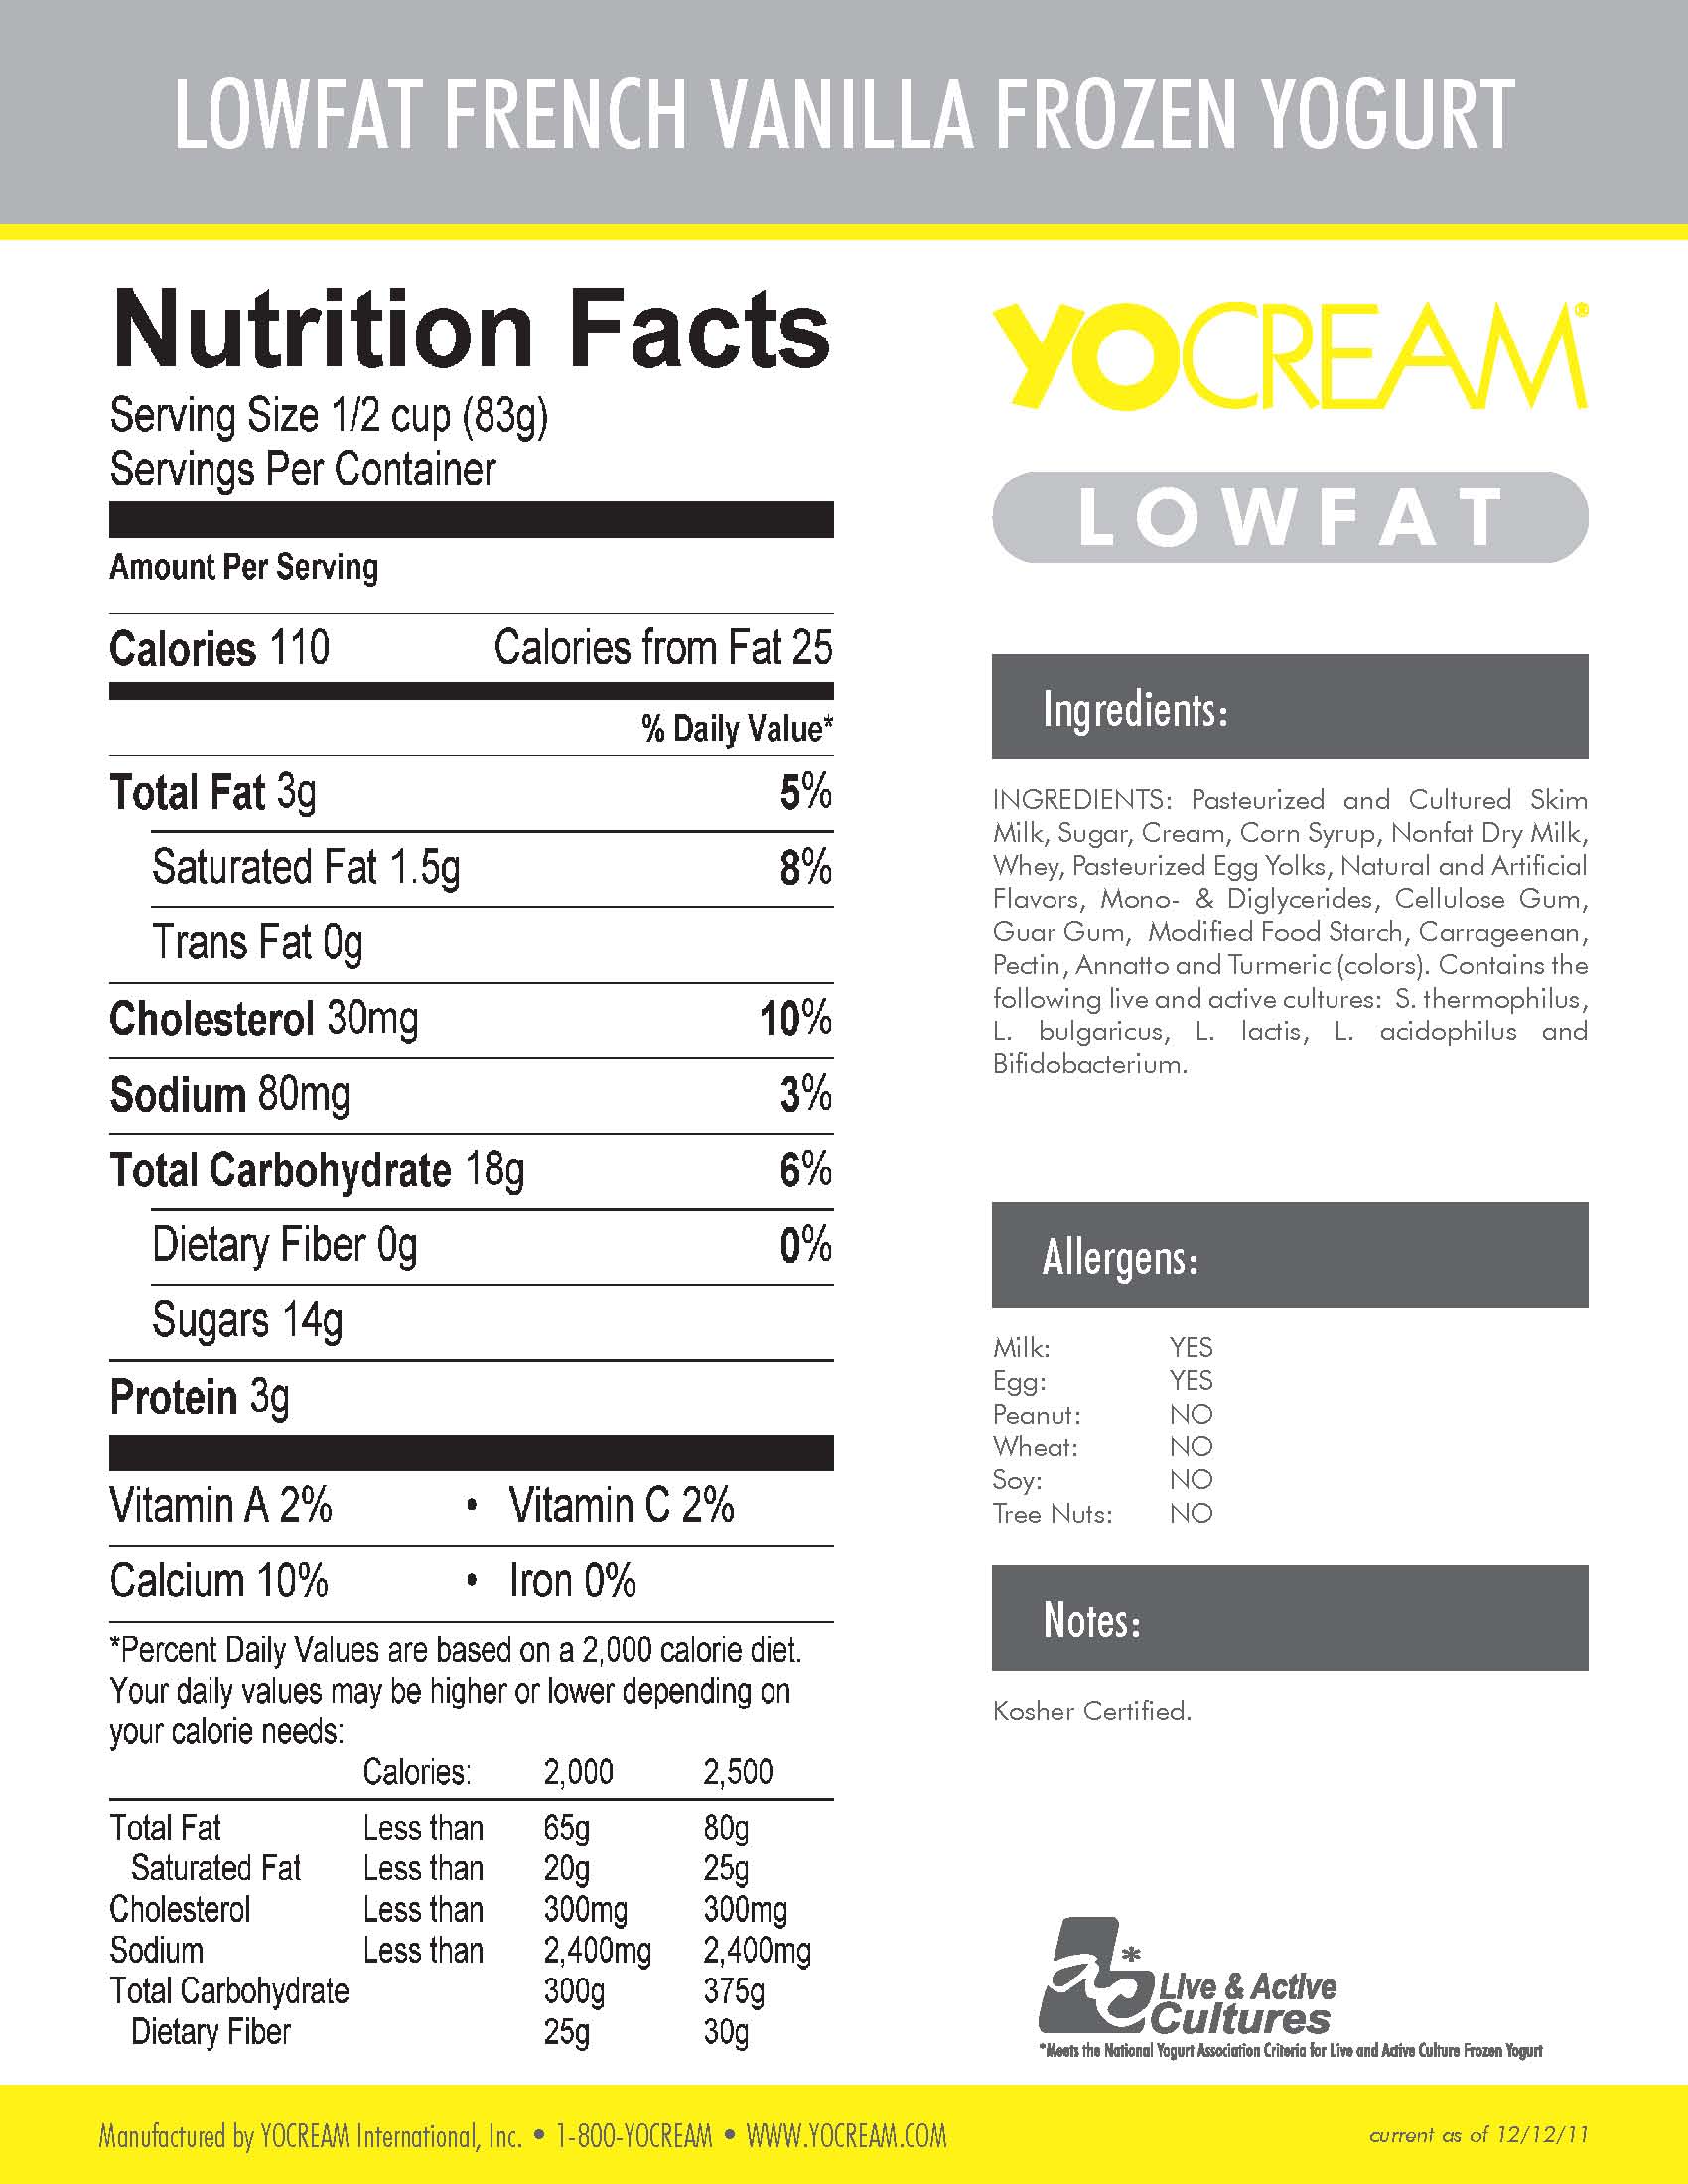 LOWFAT FRENCH VANILLA FROZEN YOGURT
Nutrition Facts
Serving Size 1/2 cup (83g)
Servings Per Container
Amount Per Serving
Calories 110 Calories from Fat 25
% Daily Value*
Total Fat 3g 5%
Saturated Fat 1.5g 8%
Trans Fat 0g
Cholesterol 30mg 10%
Sodium 80mg 3%
Total Carbohydrate 18g 6%
Dietary Fiber 0g 0%
Sugars 14g
Protein 3g
Vitamin A 2% • Vitamin C 2%
Calcium 10% • Iron 0%
*Percent Daily Values are based on a 2,000 calorie diet.
Your daily values may be higher or lower depending on
your calorie needs:
Calories: 2,000 2,500
Total Fat Less than 65g 80g
Saturated Fat Less than 20g 25g
Cholesterol Less than 300mg 300mg
Sodium Less than 2,400mg 2,400mg
Total Carbohydrate 300g 375g
Dietary Fiber 25g 30g
YOCREAM®
LOWFAT
Ingredients:
INGREDIENTS: Pasteurized and Cultured Skim
Milk, Sugar, Cream, Corn Syrup, Nonfat Dry Milk,
Whey, Pasteurized Egg Yolks, Natural and Artificial
Flavors, Mono- & Diglycerides, Cellulose Gum,
Guar Gum, Modified Food Starch, Carrageenan,
Pectin, Annatto and Turmeric (colors). Contains the
following live and active cultures: S. thermophilus,
L. bulgaricus, L. lactis, L. acidophilus and
Bifidobacterium.
Allergens:
Milk: YES
Egg: YES
Peanut: NO
Wheat: NO
Soy: NO
Tree Nuts: NO
Notes:
Kosher Certified.
ac*
Live & Active
Cultures
*Meets the National Yogurt Association Criteria for Live and Active Culture Frozen Yogurt
Manufactured by YOCREAM International, Inc. • 1-800-YOCREAM • WWW.YOCREAM.COM
current as of 12/12/11